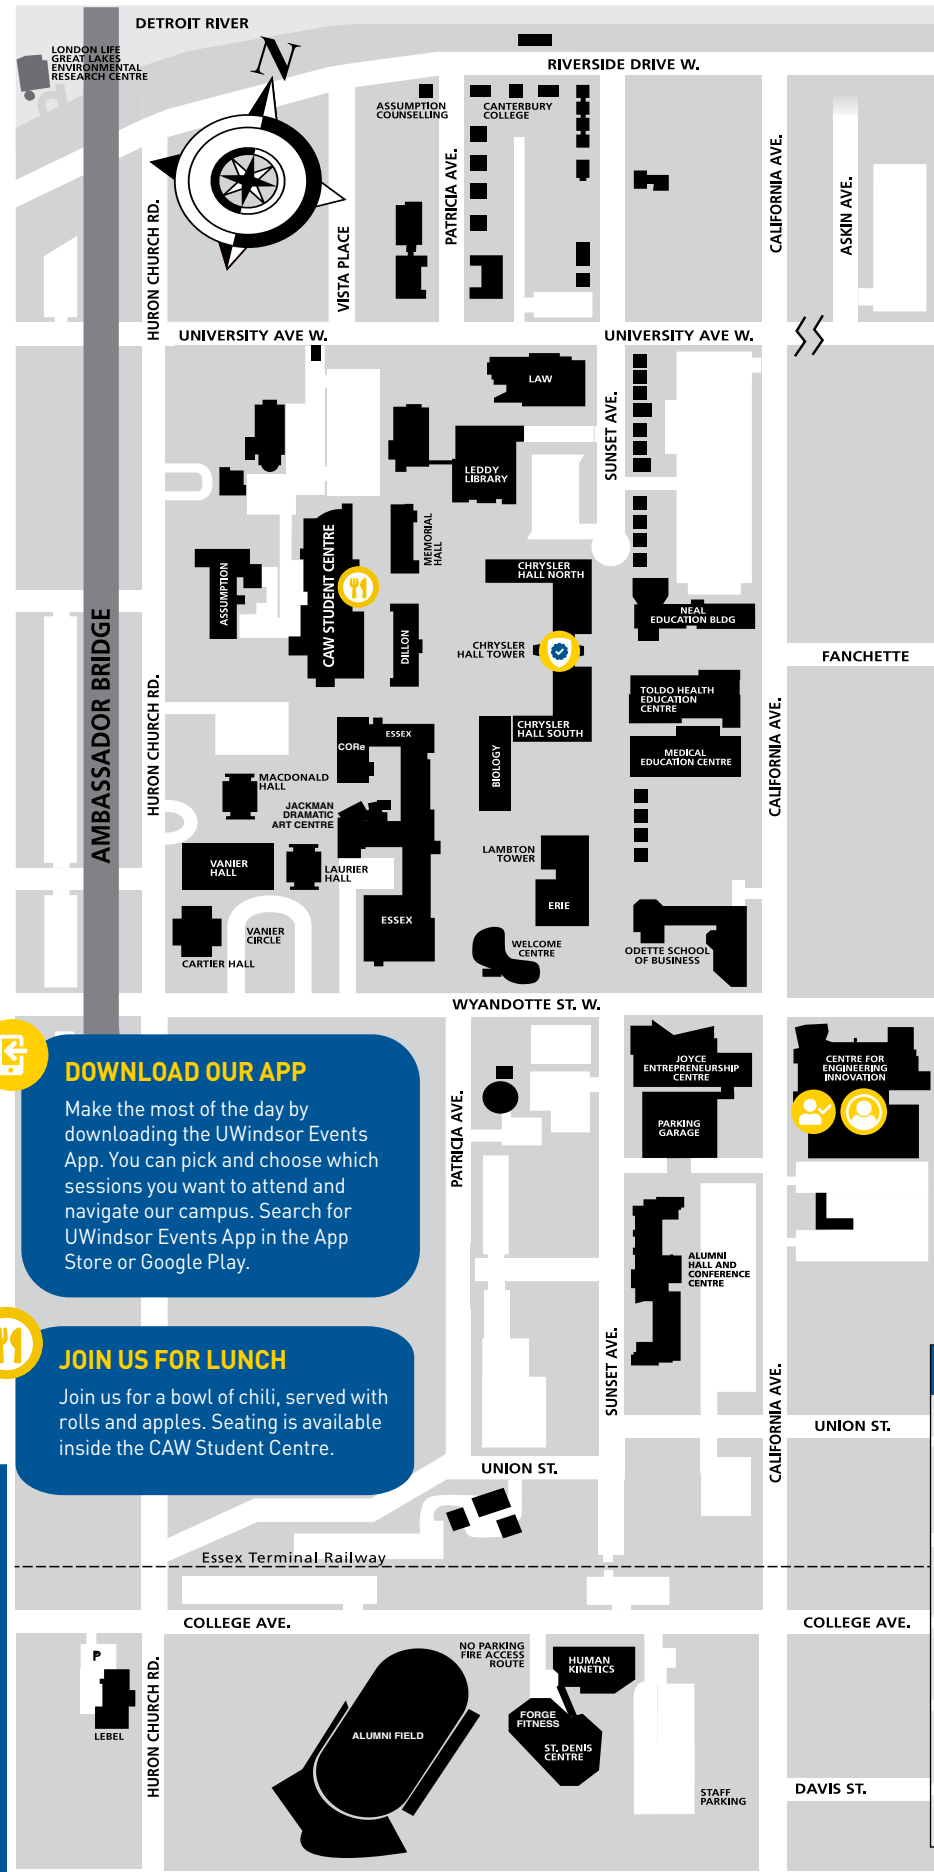 DETROIT RIVER
LONDON LIFE
GREAT LAKES
ENVIRONMENTAL
RESEARCH CENTRE
N
RIVERSIDE DRIVE W.
ASSUMPTION
COUNSELLING
CANTERBURY
COLLEGE
HURON CHURCH RD.
VISTA PLACE
PATRICIA AVE.
CALIFORNIA AVE.
ASKIN AVE.
UNIVERSITY AVE W.
UNIVERSITY AVE W.
LAW
SUNSET AVE.
LEDDY
LIBRARY
MEMORIAL
HALL
CAW STUDENT CENTRE
ASSUMPTION
CHRYSLER
HALL NORTH
NEAL
EDUCATION BLDG
DILLON
CHRYSLER
HALL TOWER
FANCHETTE
AMBASSADOR BRIDGE
HURON CHURCH RD.
TOLDO HEALTH
EDUCATION
CENTRE
CALIFORNIA AVE.
CHRYSLER
HALL SOUTH
ESSEX
CORe
BIOLOGY
MEDICAL
EDUCATION CENTRE
MACDONALD
HALL
JACKMAN
DRAMATIC
ART CENTRE
VANIER
HALL
LAURIER
HALL
LAMBTON
TOWER
ERIE
ESSEX
VANIER
CIRCLE
CARTIER HALL
WELCOME
CENTRE
ODETTE SCHOOL
OF BUSINESS
WYANDOTTE ST. W.
JOYCE
ENTREPRENEURSHIP
CENTRE
CENTRE FOR
ENGINEERING
INNOVATION
PARKING
GARAGE
PATRICIA AVE.
DOWNLOAD OUR APP
Make the most of the day by
downloading the UWindsor Events
App. You can pick and choose which
sessions you want to attend and
navigate our campus. Search for
UWindsor Events App in the App
Store or Google Play.
ALUMNI
HALL AND
CONFERENCE
CENTRE
JOIN US FOR LUNCH
Join us for a bowl of chili, served with
rolls and apples. Seating is available
inside the CAW Student Centre.
SUNSET AVE.
CALIFORNIA AVE.
UNION ST.
UNION ST.
Essex Terminal Railway
COLLEGE AVE.
COLLEGE AVE.
P
LEBEL
HURON CHURCH RD.
NO PARKING
FIRE ACCESS
ROUTE
HUMAN
KINETICS
FORGE
FITNESS
ALUMNI FIELD
ST. DENIS
CENTRE
STAFF
PARKING
DAVIS ST.